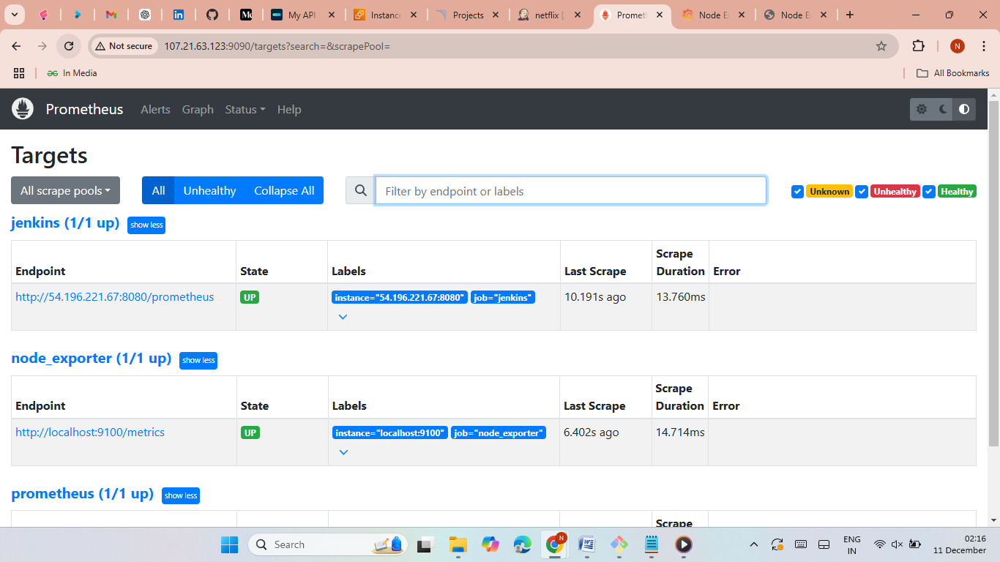 My API
Instance
Projects
netflix [
Prometh
Node E
Node E
Not secure
107.21.63.123:9090/targets?search=&scrapePool=
N
In Media
All Bookmarks
Prometheus
Alerts
Graph
Status
Help
Targets
All scrape pools
All
Unhealthy
Collapse All
Filter by endpoint or labels
Unknown
Unhealthy
Healthy
jenkins (1/1 up)
show less
Endpoint
State
Labels
Last Scrape
Scrape
Duration
Error
http://54.196.221.67:8080/prometheus
UP
instance="54.196.221.67:8080"
job="jenkins"
10.191s ago
13.760ms
node_exporter (1/1 up)
show less
Endpoint
State
Labels
Last Scrape
Scrape
Duration
Error
http://localhost:9100/metrics
UP
instance="localhost:9100"
job="node_exporter"
6.402s ago
14.714ms
prometheus (1/1 up)
show less
Scrape
Search
N
ENG
IN
02:16
11 December